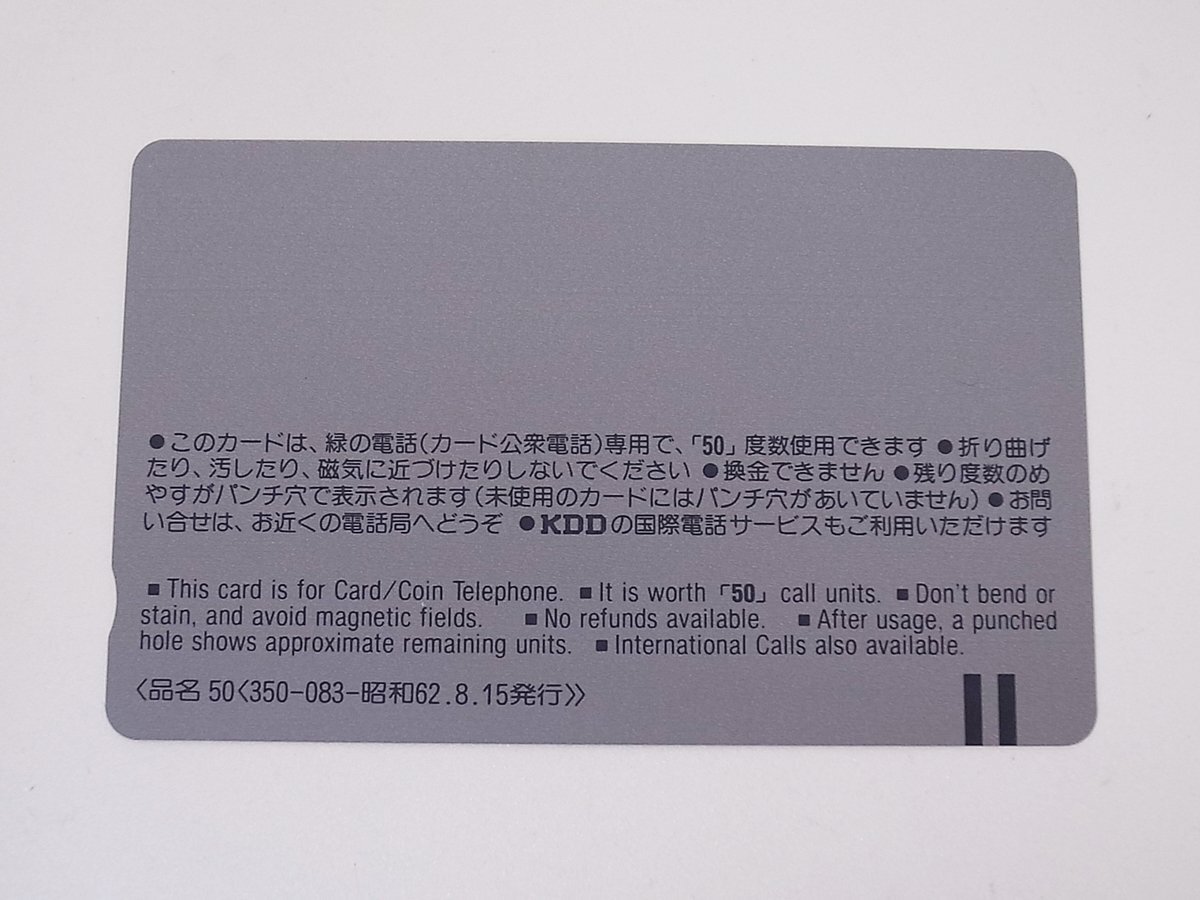 ●このカードは、緑の電話(カード公衆電話)専用で、「50」度数使用できます ●折り曲げ
たり、汚したり、磁気に近づけたりしないでください ●換金できません ●残り度数のめ
やすがパンチ穴で表示されます(未使用のカードにはパンチ穴があいていません) ●お問
い合せは、お近くの電話局へどうぞ ●KDDの国際電話サービスもご利用いただけます
■This card is for Card/Coin Telephone. ■It is worth 「50」 call units. ■Don't bend or
stain, and avoid magnetic fields. ■No refunds available. ■After usage, a punched
hole shows approximate remaining units. ■International Calls also available.
〈品名 50〈350-083-昭和62.8.15発行〉〉